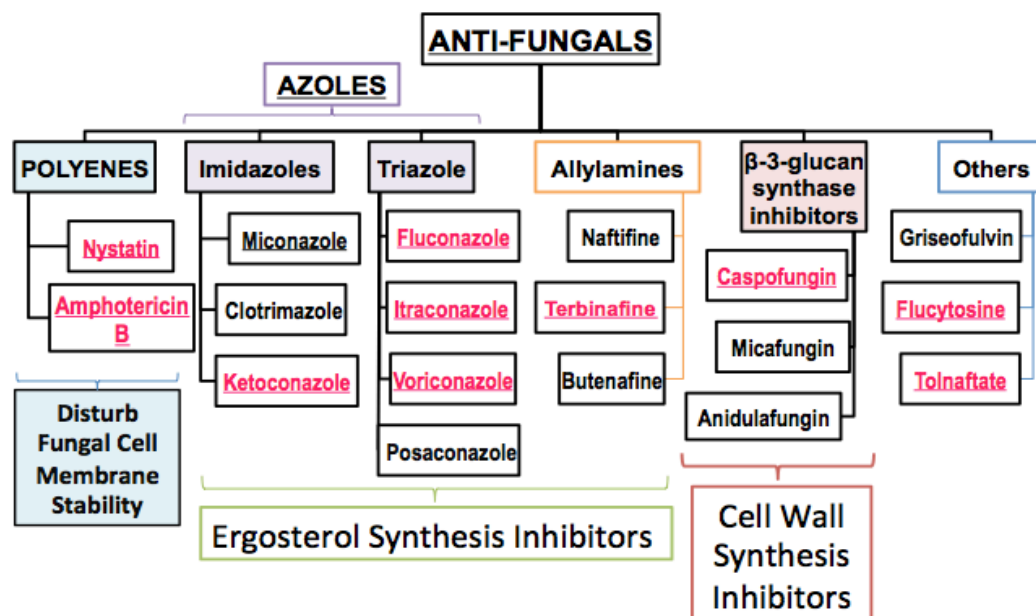 ANTI-FUNGALS
AZOLES
POLYENES
Imidazoles
Triazole
Allylamines
β-3-glucan
synthase
inhibitors
Others
Nystatin
Amphotericin
B
Miconazole
Clotrimazole
Ketoconazole
Fluconazole
Itraconazole
Voriconazole
Posaconazole
Naftifine
Terbinafine
Butenafine
Caspofungin
Micafungin
Anidulafungin
Griseofulvin
Flucytosine
Tolnaftate
Disturb
Fungal Cell
Membrane
Stability
Ergosterol Synthesis Inhibitors
Cell Wall
Synthesis
Inhibitors